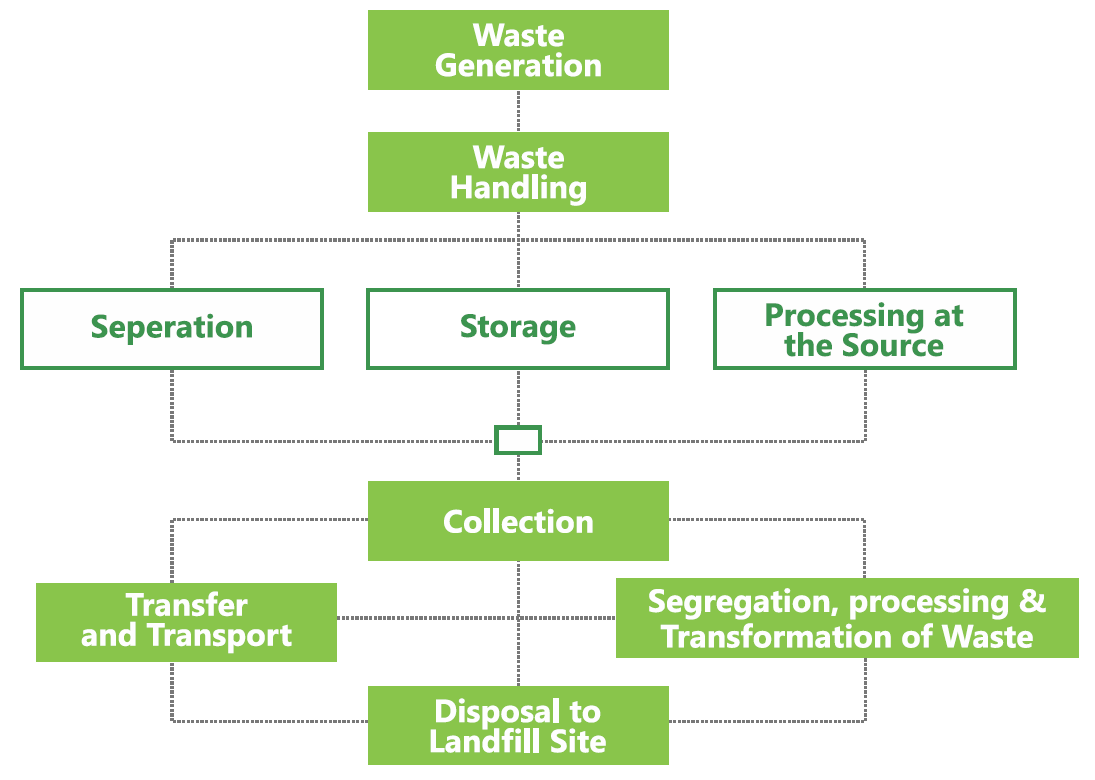 Waste
Generation
Waste
Handling
Seperation
Storage
Processing at
the Source
Collection
Transfer
and Transport
Segregation, processing &
Transformation of Waste
Disposal to
Landfill Site